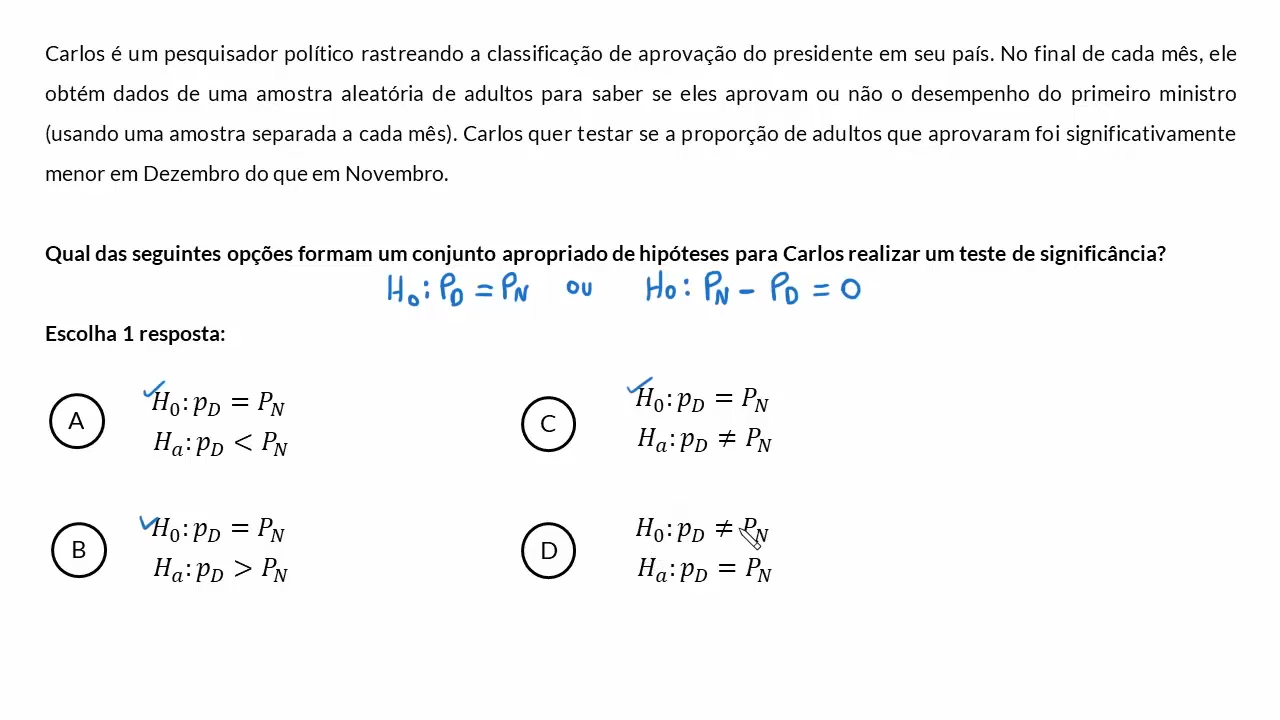 Carlos é um pesquisador político rastreando a classificação de aprovação do presidente em seu país. No final de cada mês, ele
obtém dados de uma amostra aleatória de adultos para saber se eles aprovam ou não o desempenho do primeiro ministro
(usando uma amostra separada a cada mês). Carlos quer testar se a proporção de adultos que aprovaram foi significativamente
menor em Dezembro do que em Novembro.
Qual das seguintes opções formam um conjunto apropriado de hipóteses para Carlos realizar um teste de significância?
H₀: P_D = P_N ou H₀: P_N − P_D = 0
Escolha 1 resposta:
A
H₀: p_D = P_N
Hₐ: p_D < P_N
B
H₀: p_D = P_N
Hₐ: p_D > P_N
C
H₀: p_D = P_N
Hₐ: p_D ≠ P_N
D
H₀: p_D ≠ P_N
Hₐ: p_D = P_N